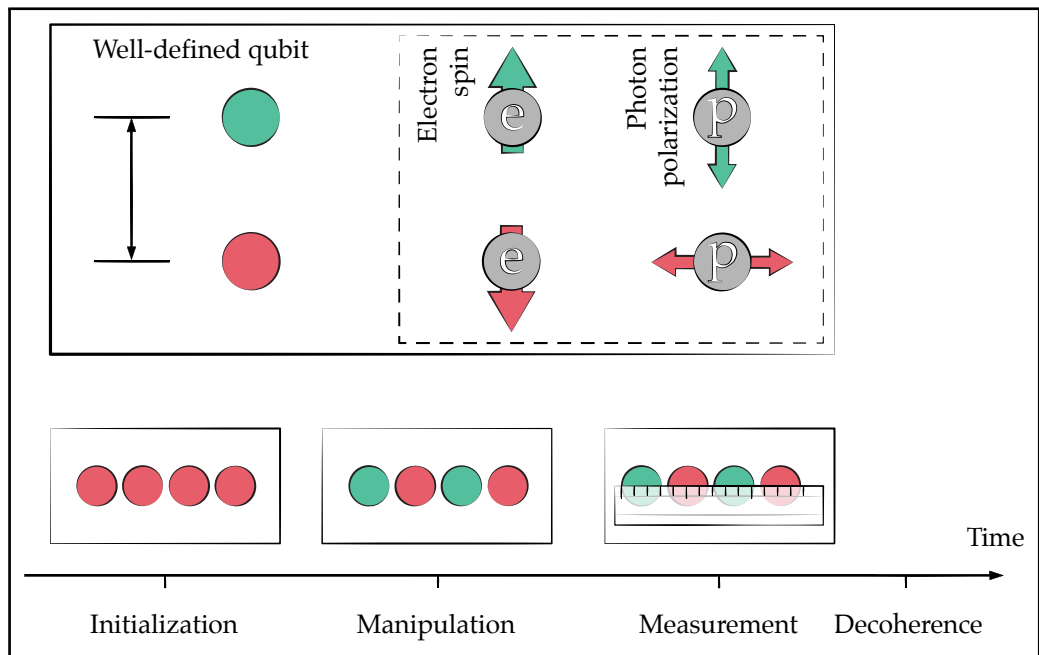 Well-defined qubit
Electron
spin
Photon
polarization
e
p
e
p
Time
Initialization
Manipulation
Measurement
Decoherence